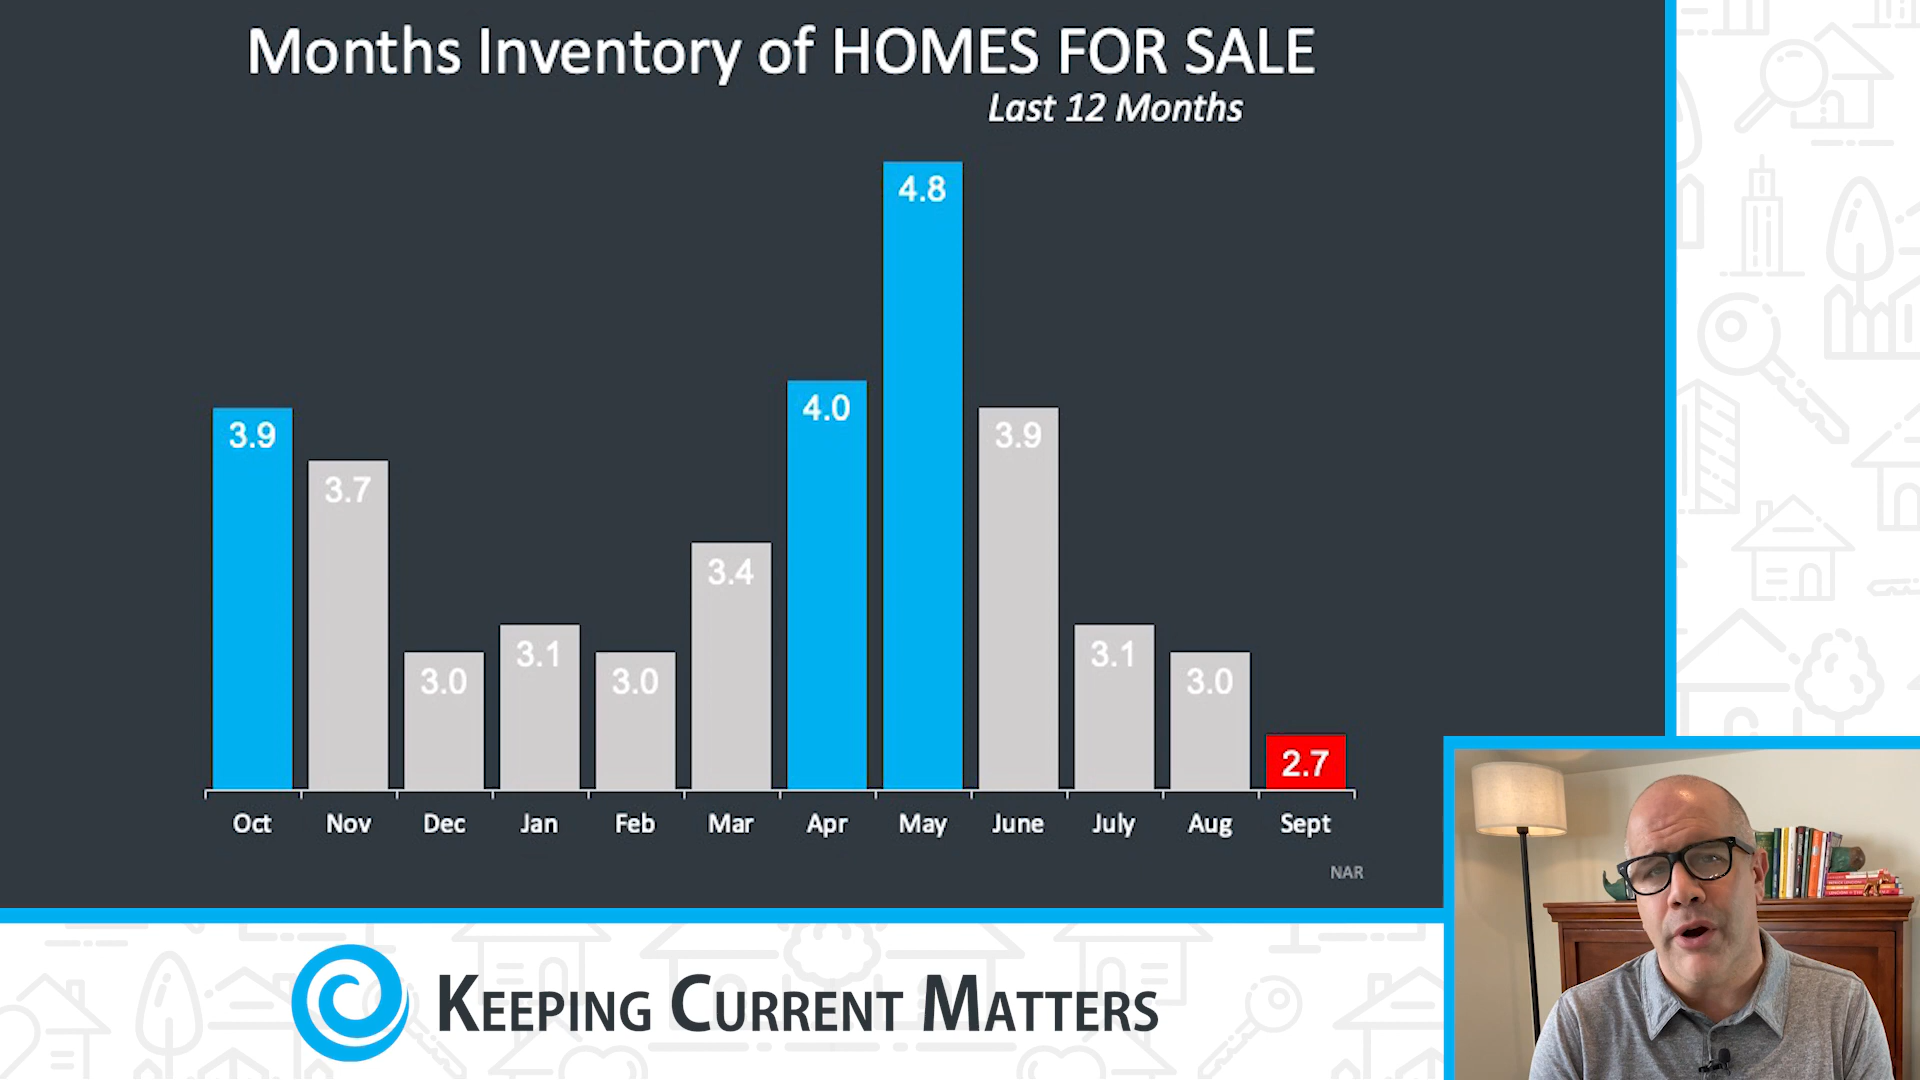 Months Inventory of HOMES FOR SALE
Last 12 Months
3.9
3.7
3.0
3.1
3.0
3.4
4.0
4.8
3.9
3.1
3.0
2.7
Oct Nov Dec Jan Feb Mar Apr May June July Aug Sept
NAR
KEEPING CURRENT MATTERS